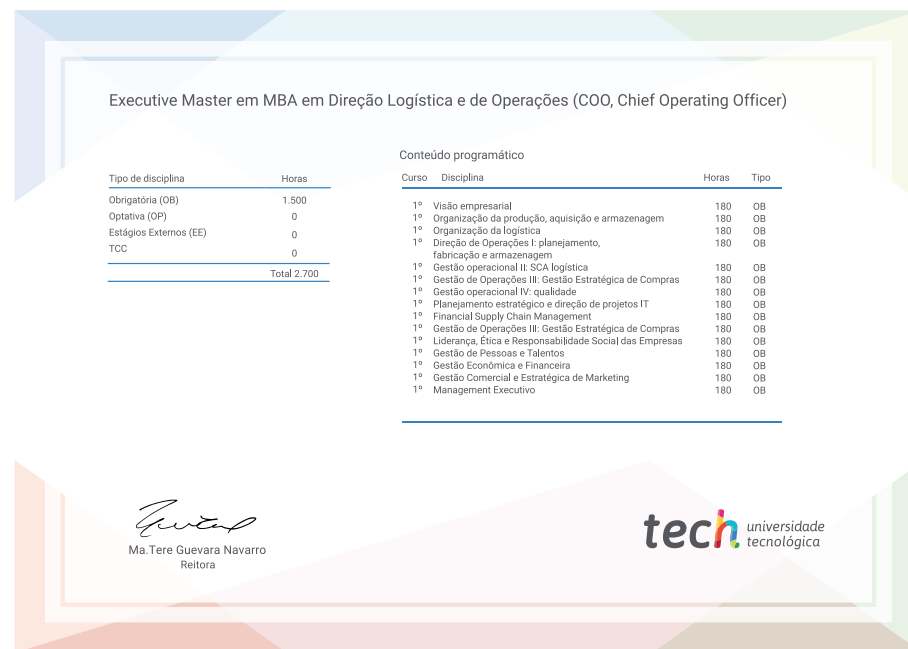 Executive Master em MBA em Direção Logística e de Operações (COO, Chief Operating Officer)
Tipo de disciplina Horas
Obrigatória (OB) 1.500
Optativa (OP) 0
Estágios Externos (EE) 0
TCC 0
Total 2.700
Conteúdo programático
Curso Disciplina Horas Tipo
1º Visão empresarial 180 OB
1º Organização da produção, aquisição e armazenagem 180 OB
1º Organização da logística 180 OB
1º Direção de Operações I: planejamento, 180 OB
fabricação e armazenagem
1º Gestão operacional II: SCA logística 180 OB
1º Gestão de Operações III: Gestão Estratégica de Compras 180 OB
1º Gestão operacional IV: qualidade 180 OB
1º Planejamento estratégico e direção de projetos IT 180 OB
1º Financial Supply Chain Management 180 OB
1º Gestão de Operações III: Gestão Estratégica de Compras 180 OB
1º Liderança, Ética e Responsabilidade Social das Empresas 180 OB
1º Gestão de Pessoas e Talentos 180 OB
1º Gestão Econômica e Financeira 180 OB
1º Gestão Comercial e Estratégica de Marketing 180 OB
1º Management Executivo 180 OB
Ma.Tere Guevara Navarro
Reitora
tech universidade
tecnológica